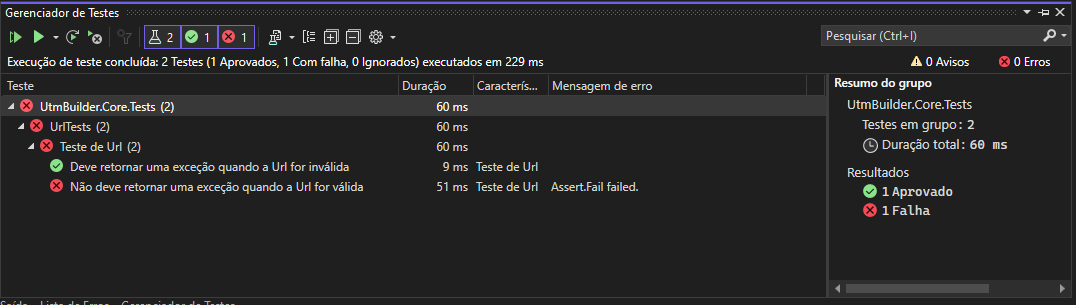 Gerenciador de Testes
2 1 1
Pesquisar (Ctrl+I)
Execução de teste concluída: 2 Testes (1 Aprovados, 1 Com falha, 0 Ignorados) executados em 229 ms
0 Avisos 0 Erros
Teste Duração Caracterís... Mensagem de erro
UtmBuilder.Core.Tests (2) 60 ms
UrlTests (2) 60 ms
Teste de Url (2) 60 ms
Deve retornar uma exceção quando a Url for inválida 9 ms Teste de Url
Não deve retornar uma exceção quando a Url for válida 51 ms Teste de Url Assert.Fail failed.
Resumo do grupo
UtmBuilder.Core.Tests
Testes em grupo: 2
Duração total: 60 ms
Resultados
1 Aprovado
1 Falha
Saída Lista de Erros Gerenciador de Testes